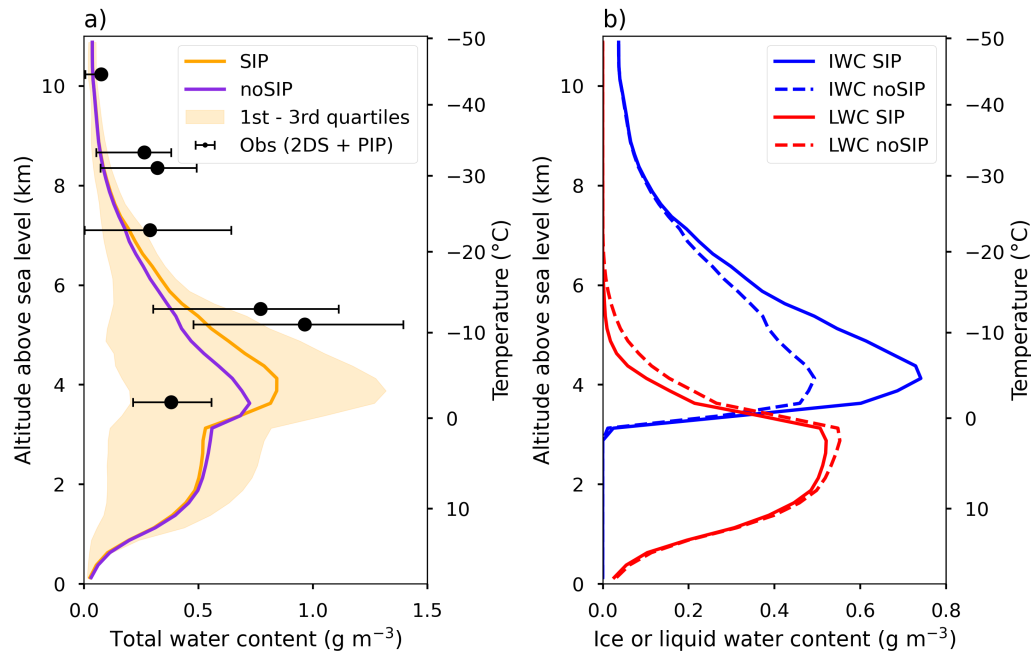 a)
SIP
noSIP
1st - 3rd quartiles
Obs (2DS + PIP)
Altitude above sea level (km)
10
8
6
4
2
0
0.0
0.5
1.0
1.5
Total water content (g m⁻³)
−50
−40
−30
−20
−10
0
10
Temperature (°C)
b)
IWC SIP
IWC noSIP
LWC SIP
LWC noSIP
Altitude above sea level (km)
10
8
6
4
2
0
0.0
0.2
0.4
0.6
0.8
Ice or liquid water content (g m⁻³)
−50
−40
−30
−20
−10
0
10
Temperature (°C)